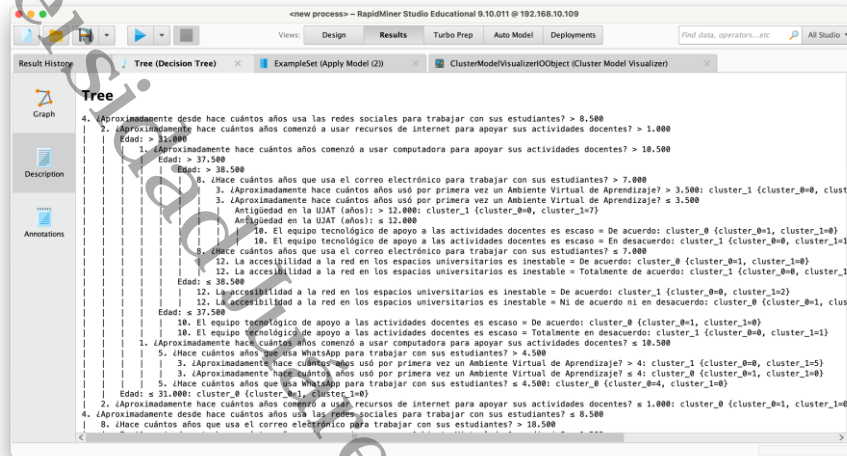 <new process> – RapidMiner Studio Educational 9.10.011 @ 192.168.10.109
Views: Design Results Turbo Prep Auto Model Deployments Find data, operators...etc All Studio
Result History Tree (Decision Tree) ExampleSet (Apply Model (2)) ClusterModelVisualizerIOObject (Cluster Model Visualizer)
Graph
Description
Annotations
Tree
4. ¿Aproximadamente desde hace cuántos años usa las redes sociales para trabajar con sus estudiantes? > 8.500
| 2. ¿Aproximadamente hace cuántos años comenzó a usar recursos de internet para apoyar sus actividades docentes? > 1.000
| | Edad: > 31.000
| | | 1. ¿Aproximadamente hace cuántos años comenzó a usar computadora para apoyar sus actividades docentes? > 10.500
| | | | Edad: > 37.500
| | | | | Edad: > 38.500
| | | | | | 8. ¿Hace cuántos años que usa el correo electrónico para trabajar con sus estudiantes? > 7.000
| | | | | | | 3. ¿Aproximadamente hace cuántos años usó por primera vez un Ambiente Virtual de Aprendizaje? > 3.500: cluster_1 {cluster_0=0, clust
| | | | | | | 3. ¿Aproximadamente hace cuántos años usó por primera vez un Ambiente Virtual de Aprendizaje? ≤ 3.500
| | | | | | | | Antigüedad en la UJAT (años): > 12.000: cluster_1 {cluster_0=0, cluster_1=7}
| | | | | | | | Antigüedad en la UJAT (años): ≤ 12.000
| | | | | | | | | 10. El equipo tecnológico de apoyo a las actividades docentes es escaso = De acuerdo: cluster_0 {cluster_0=1, cluster_1=0}
| | | | | | | | | 10. El equipo tecnológico de apoyo a las actividades docentes es escaso = En desacuerdo: cluster_1 {cluster_0=0, cluster_1=1
| | | | | | 8. ¿Hace cuántos años que usa el correo electrónico para trabajar con sus estudiantes? ≤ 7.000
| | | | | | | 12. La accesibilidad a la red en los espacios universitarios es inestable = De acuerdo: cluster_0 {cluster_0=1, cluster_1=0}
| | | | | | | 12. La accesibilidad a la red en los espacios universitarios es inestable = Totalmente de acuerdo: cluster_1 {cluster_0=0, cluster_1
| | | | | Edad: ≤ 38.500
| | | | | | 12. La accesibilidad a la red en los espacios universitarios es inestable = De acuerdo: cluster_1 {cluster_0=0, cluster_1=2}
| | | | | | 12. La accesibilidad a la red en los espacios universitarios es inestable = Ni de acuerdo ni en desacuerdo: cluster_0 {cluster_0=1, clus
| | | | Edad: ≤ 37.500
| | | | | 10. El equipo tecnológico de apoyo a las actividades docentes es escaso = De acuerdo: cluster_0 {cluster_0=1, cluster_1=0}
| | | | | 10. El equipo tecnológico de apoyo a las actividades docentes es escaso = Totalmente en desacuerdo: cluster_1 {cluster_0=0, cluster_1=1}
| | | 1. ¿Aproximadamente hace cuántos años comenzó a usar computadora para apoyar sus actividades docentes? ≤ 10.500
| | | | 5. ¿Hace cuántos años que usa WhatsApp para trabajar con sus estudiantes? > 4.500
| | | | | 3. ¿Aproximadamente hace cuántos años usó por primera vez un Ambiente Virtual de Aprendizaje? > 4: cluster_1 {cluster_0=0, cluster_1=5}
| | | | | 3. ¿Aproximadamente hace cuántos años usó por primera vez un Ambiente Virtual de Aprendizaje? ≤ 4: cluster_0 {cluster_0=1, cluster_1=0}
| | | | 5. ¿Hace cuántos años que usa WhatsApp para trabajar con sus estudiantes? ≤ 4.500: cluster_0 {cluster_0=4, cluster_1=0}
| | Edad: ≤ 31.000: cluster_0 {cluster_0=1, cluster_1=0}
| 2. ¿Aproximadamente hace cuántos años comenzó a usar recursos de internet para apoyar sus actividades docentes? ≤ 1.000: cluster_0 {cluster_0=1, cluster_1=0
4. ¿Aproximadamente desde hace cuántos años usa las redes sociales para trabajar con sus estudiantes? ≤ 8.500
| 8. ¿Hace cuántos años que usa el correo electrónico para trabajar con sus estudiantes? > 18.500